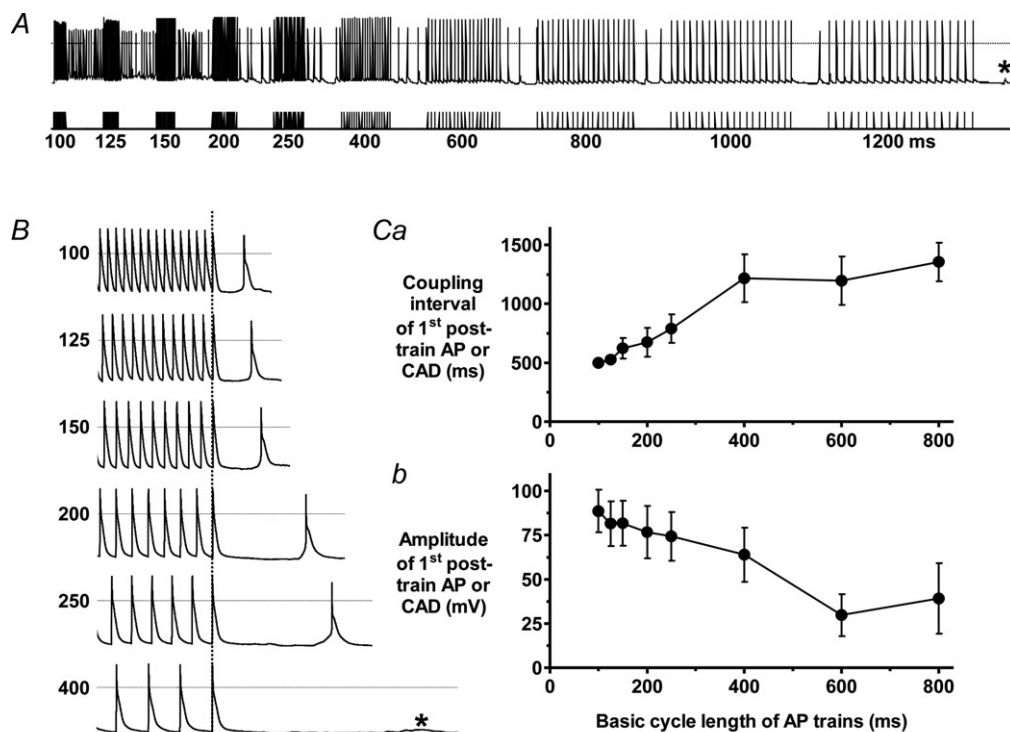 A
*
100 125 150 200 250 400 600 800 1000 1200 ms
B
100
125
150
200
250
400
*
Ca
Coupling
interval
of 1st post-
train AP or
CAD (ms)
1500
1000
500
0
0 200 400 600 800
b
Amplitude
of 1st post-
train AP or
CAD (mV)
100
75
50
25
0
0 200 400 600 800
Basic cycle length of AP trains (ms)